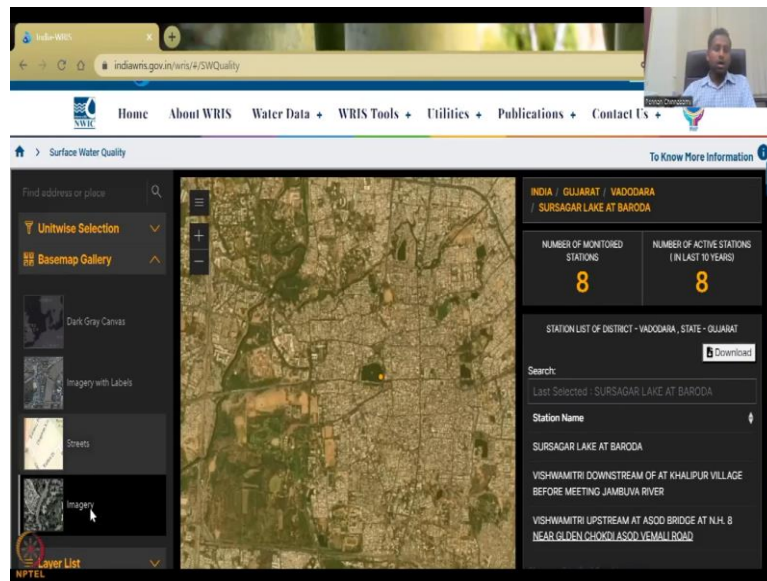 India-WRIS
indiawris.gov.in/wris/#/SWQuality
Pennan Chinnasamy
NWIC
Home About WRIS Water Data + WRIS Tools + Utilities + Publications + Contact Us +
> Surface Water Quality
To Know More Information
Find address or place
Unitwise Selection
Basemap Gallery
Dark Gray Canvas
Imagery with Labels
Streets
Imagery
Layer List
NPTEL
INDIA / GUJARAT / VADODARA
/ SURSAGAR LAKE AT BARODA
NUMBER OF MONITORED
STATIONS
8
NUMBER OF ACTIVE STATIONS
( IN LAST 10 YEARS)
8
STATION LIST OF DISTRICT - VADODARA , STATE - GUJARAT
Download
Search:
Last Selected : SURSAGAR LAKE AT BARODA
Station Name
SURSAGAR LAKE AT BARODA
VISHWAMITRI DOWNSTREAM OF AT KHALIPUR VILLAGE
BEFORE MEETING JAMBUVA
RIVER
VISHWAMITRI UPSTREAM AT ASOD BRIDGE AT N.H. 8
NEAR GLDEN CHOKDI ASOD VEMALI ROAD